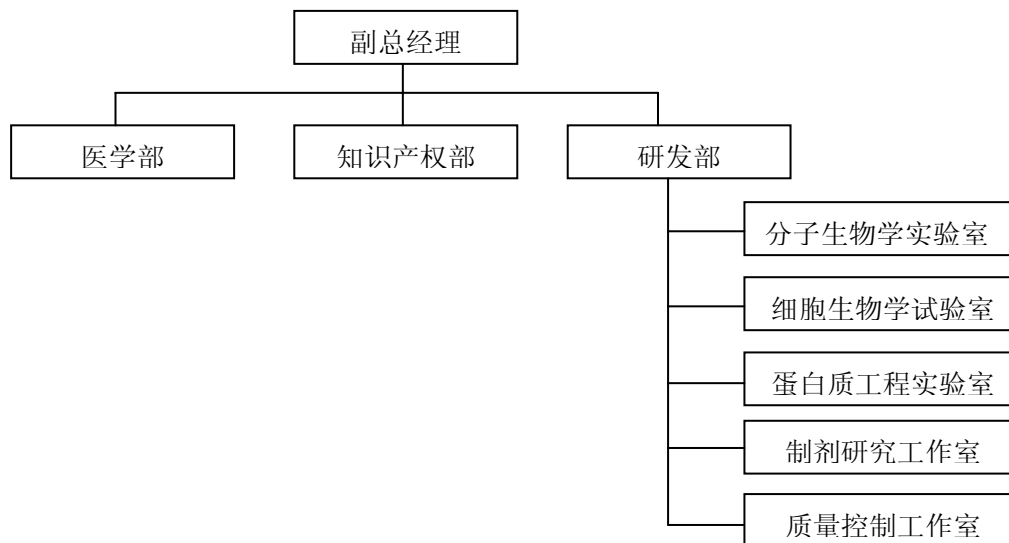 副总经理
医学部
知识产权部
研发部
分子生物学实验室
细胞生物学试验室
蛋白质工程实验室
制剂研究工作室
质量控制工作室